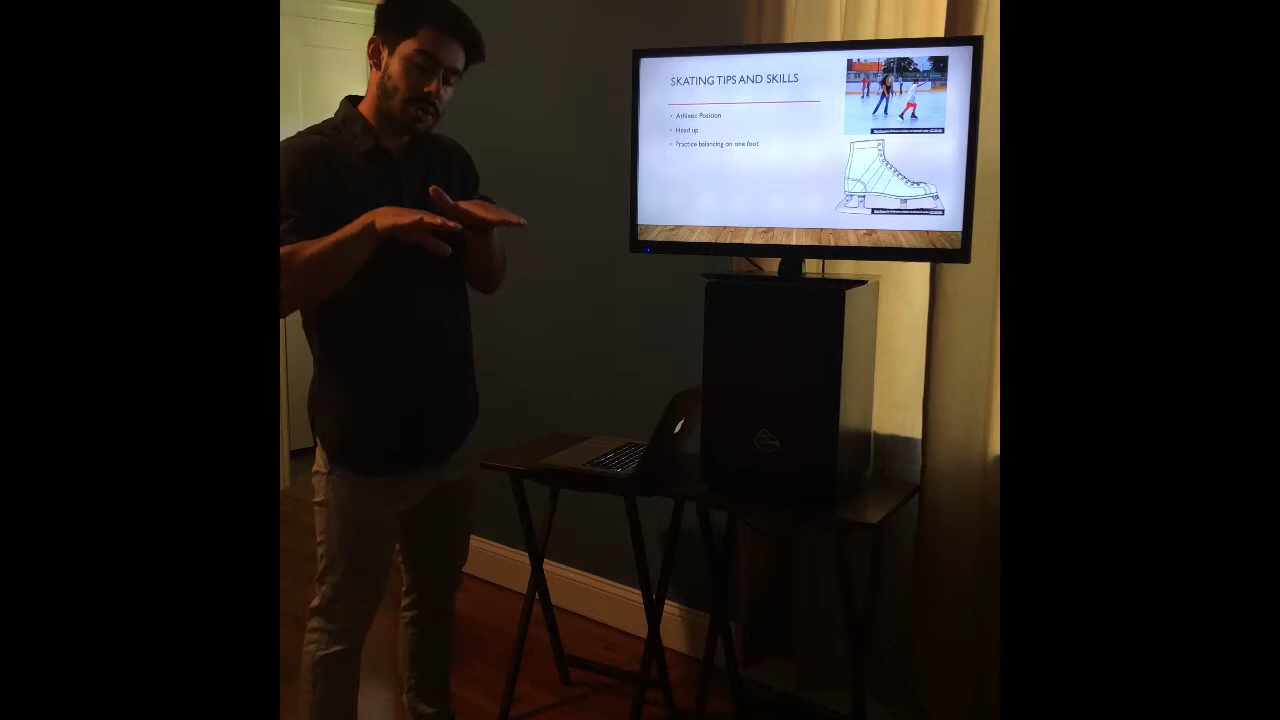 SKATING TIPS AND SKILLS
• Athletic Position
• Head up
• Practice balancing on one foot